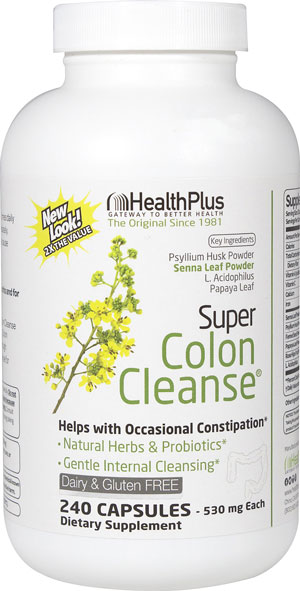 New
Look!
2X THE VALUE
HealthPlus
GATEWAY TO BETTER HEALTH
The Original Since 1981
Key Ingredients
Psyllium Husk Powder
Senna Leaf Powder
L. Acidophilus
Papaya Leaf
Super
Colon
Cleanse®
Helps with Occasional Constipation*
• Natural Herbs & Probiotics*
• Gentle Internal Cleansing*
Dairy & Gluten FREE
240 CAPSULES - 530 mg Each
Dietary Supplement